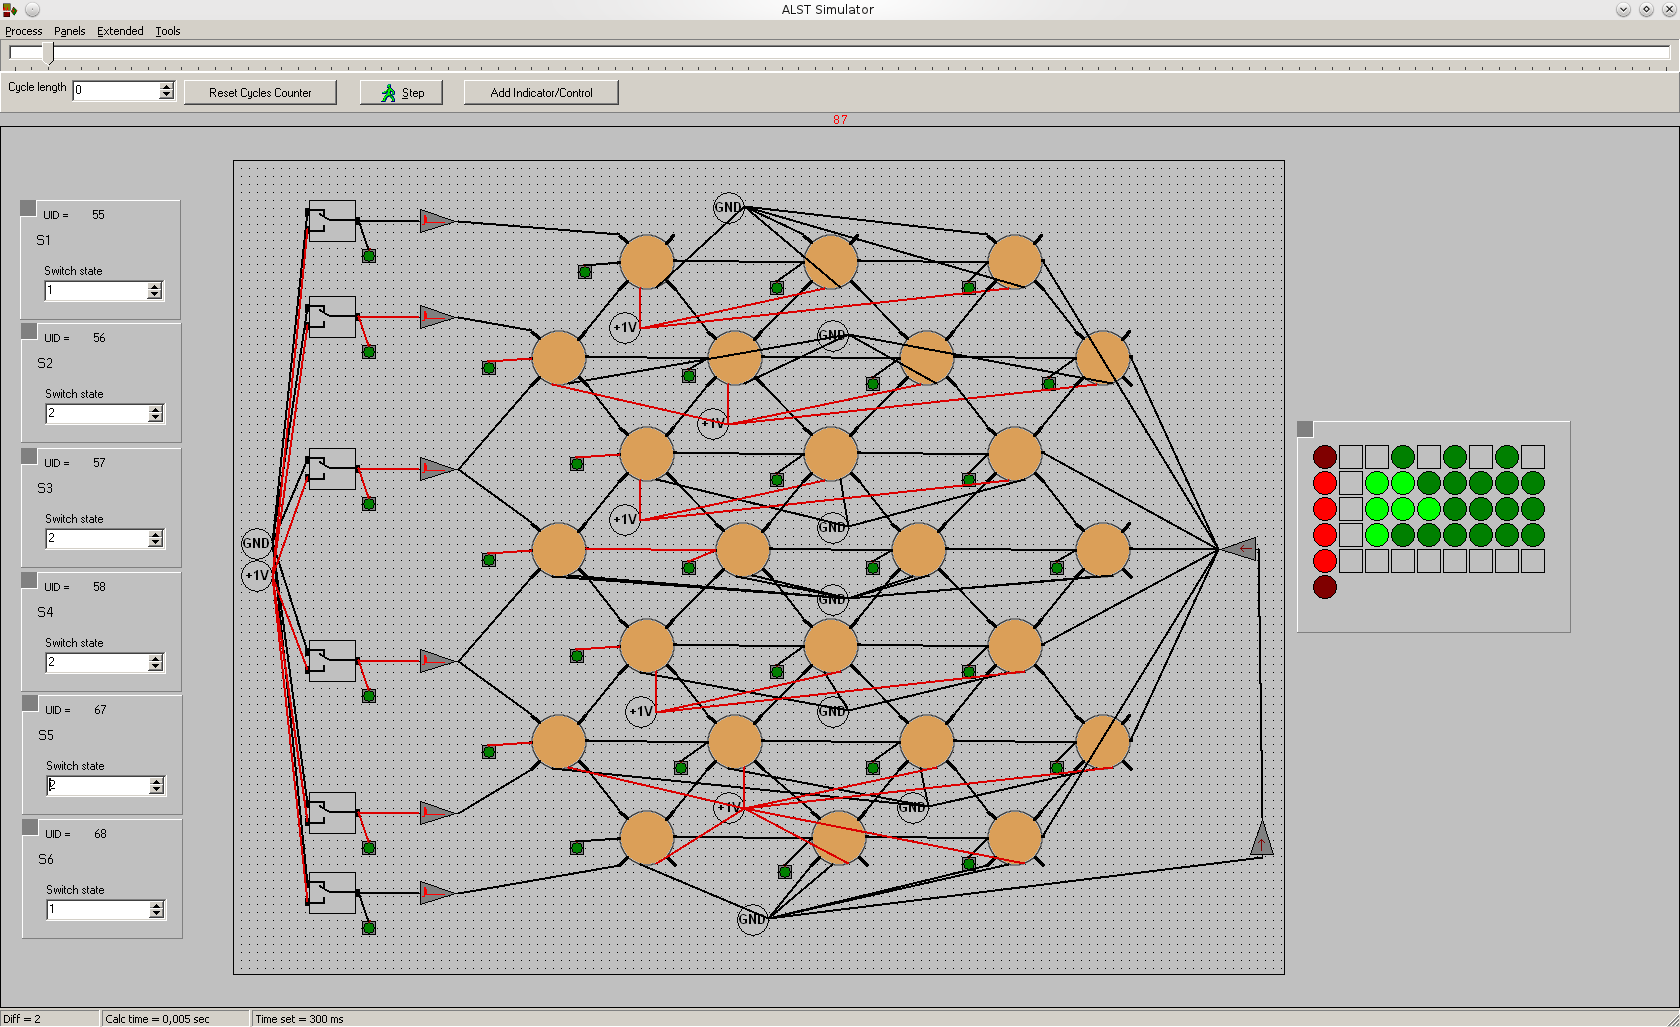 ALST Simulator
Process Panels Extended Tools
Cycle length 0 Reset Cycles Counter Step Add Indicator/Control
87
UID = 55
S1
Switch state
1
UID = 56
S2
Switch state
2
UID = 57
S3
Switch state
2
UID = 58
S4
Switch state
2
UID = 67
S5
Switch state
2
UID = 68
S6
Switch state
1
GND
+1V
GND
+1V
GND
+1V
+1V
GND
GND
+1V
GND
+1V
GND
GND
Diff = 2 Calc time = 0,005 sec Time set = 300 ms